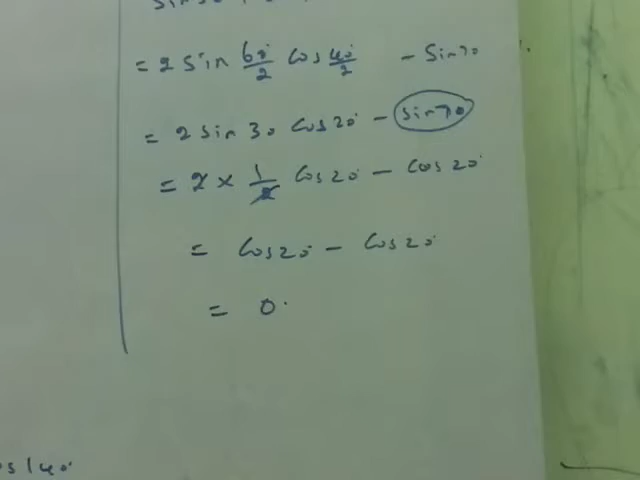 = 2 sin 60°/2 cos 40°/2 - sin 70
= 2 sin 30 cos 20° - sin 70
= 2 × 1/2 cos 20° - cos 20°
= cos 20° - cos 20°
= 0.